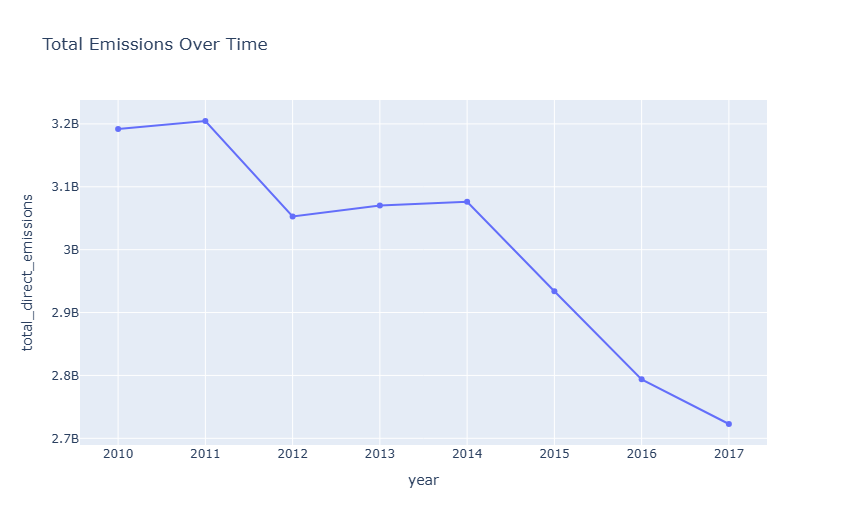 Total Emissions Over Time
total_direct_emissions
3.2B
3.1B
3B
2.9B
2.8B
2.7B
2010 2011 2012 2013 2014 2015 2016 2017
year